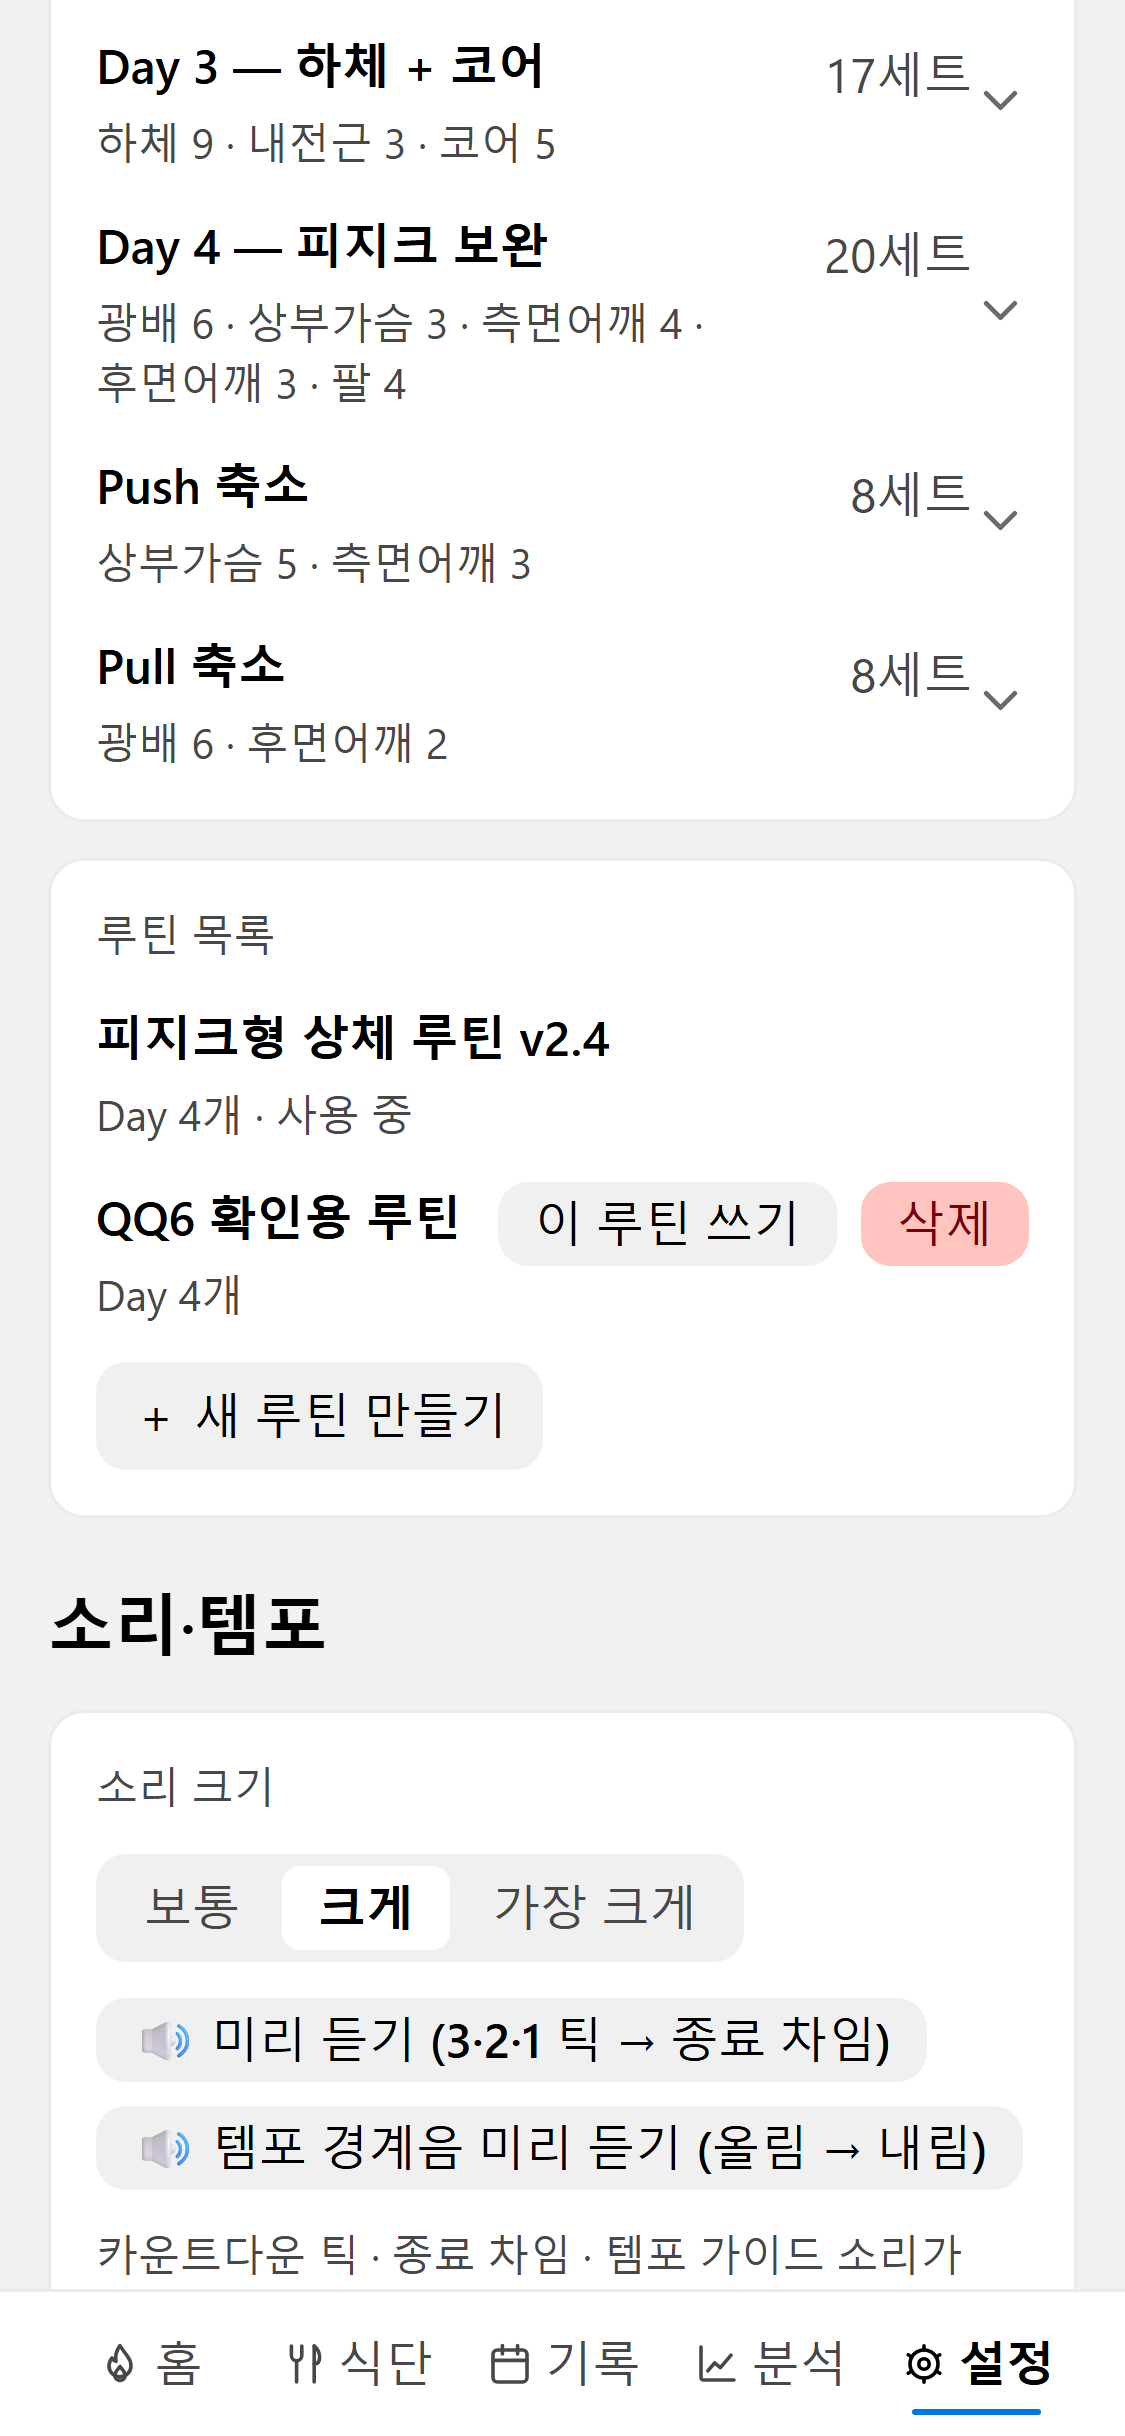 Day 3 — 하체 + 코어
17세트
하체 9 · 내전근 3 · 코어 5
Day 4 — 피지크 보완
20세트
광배 6 · 상부가슴 3 · 측면어깨 4 ·
후면어깨 3 · 팔 4
Push 축소
8세트
상부가슴 5 · 측면어깨 3
Pull 축소
8세트
광배 6 · 후면어깨 2
루틴 목록
피지크형 상체 루틴 v2.4
Day 4개 · 사용 중
QQ6 확인용 루틴
이 루틴 쓰기
삭제
Day 4개
+ 새 루틴 만들기
소리·템포
소리 크기
보통
크게
가장 크게
미리 듣기 (3·2·1 틱 → 종료 차임)
템포 경계음 미리 듣기 (올림 → 내림)
카운트다운 틱 · 종료 차임 · 템포 가이드 소리가
홈
식단
기록
분석
설정